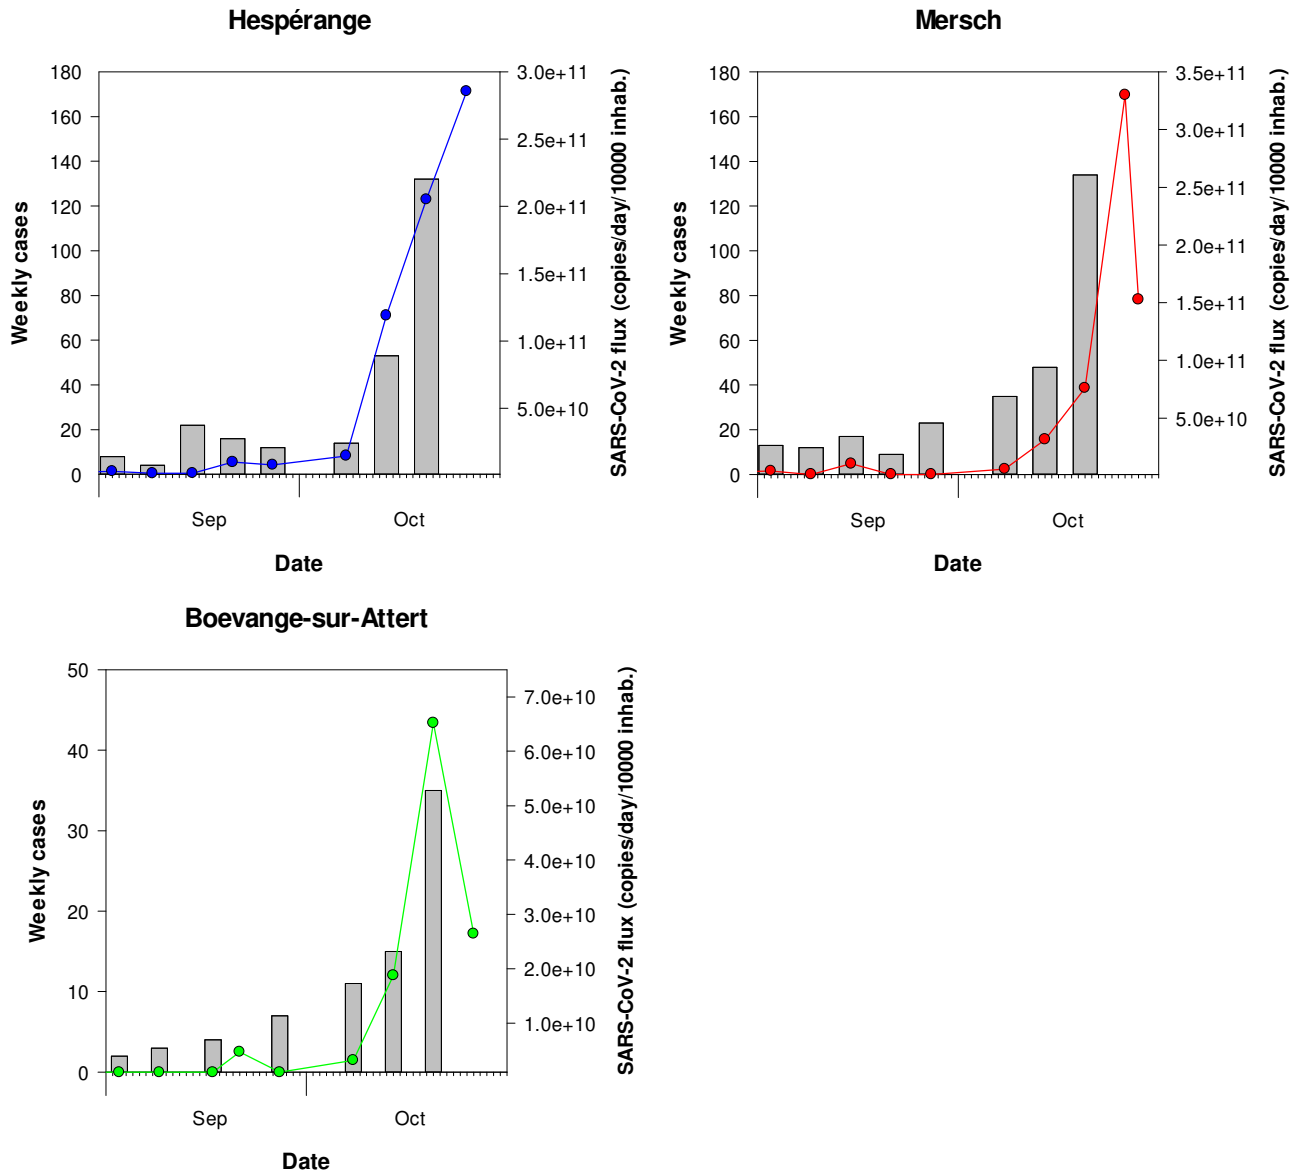 Hespérange
180
160
140
120
100
80
60
40
20
0
Weekly cases
3.0e+11
2.5e+11
2.0e+11
1.5e+11
1.0e+11
5.0e+10
SARS-CoV-2 flux (copies/day/10000 inhab.)
Sep
Oct
Date
Mersch
180
160
140
120
100
80
60
40
20
0
Weekly cases
3.5e+11
3.0e+11
2.5e+11
2.0e+11
1.5e+11
1.0e+11
5.0e+10
SARS-CoV-2 flux (copies/day/10000 inhab.)
Sep
Oct
Date
Boevange-sur-Attert
50
40
30
20
10
0
Weekly cases
7.0e+10
6.0e+10
5.0e+10
4.0e+10
3.0e+10
2.0e+10
1.0e+10
SARS-CoV-2 flux (copies/day/10000 inhab.)
Sep
Oct
Date